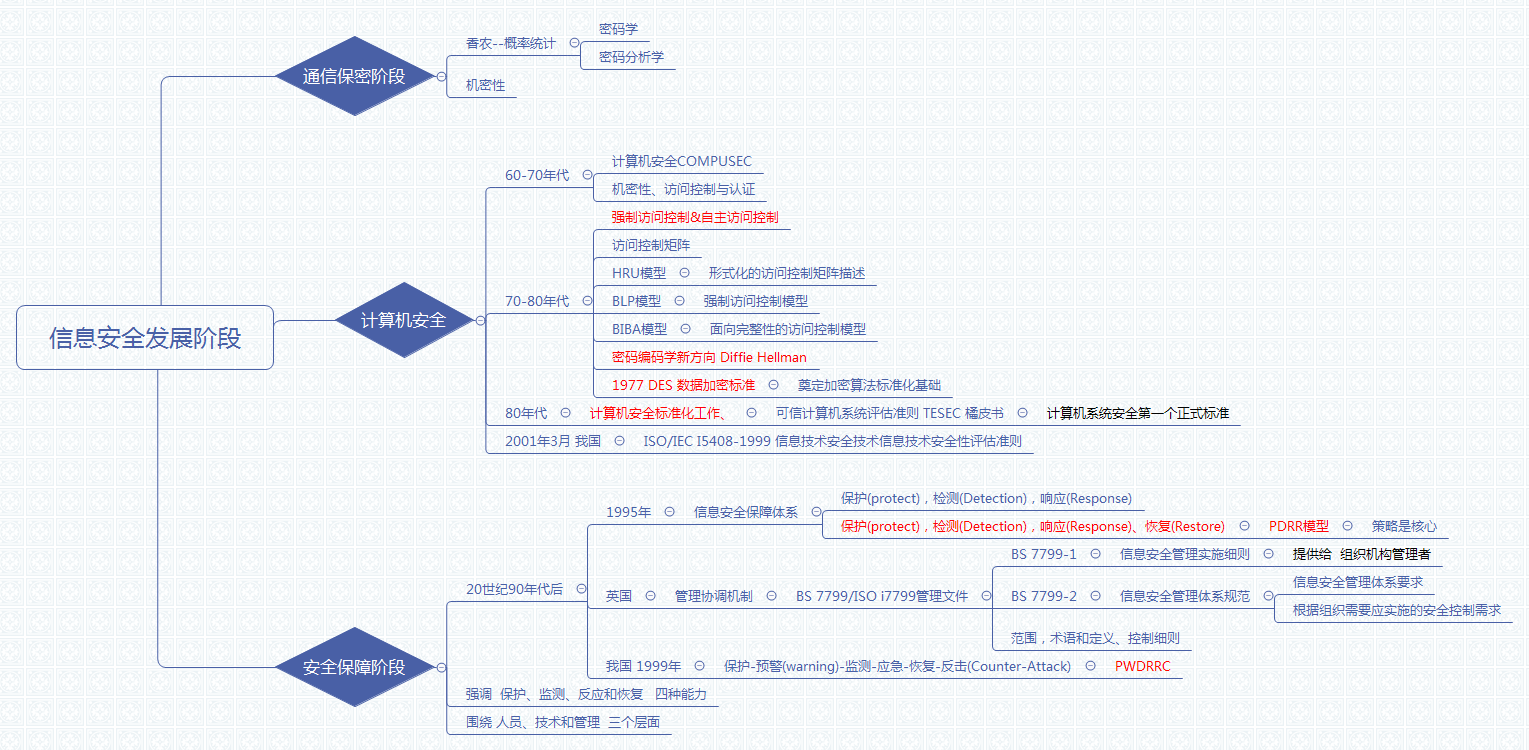 信息安全发展阶段
通信保密阶段
香农--概率统计
密码学
密码分析学
机密性
计算机安全
60-70年代
计算机安全COMPUSEC
机密性、访问控制与认证
70-80年代
强制访问控制&自主访问控制
访问控制矩阵
HRU模型 形式化的访问控制矩阵描述
BLP模型 强制访问控制模型
BIBA模型 面向完整性的访问控制模型
密码编码学新方向 Diffie Hellman
1977 DES 数据加密标准 奠定加密算法标准化基础
80年代 计算机安全标准化工作、 可信计算机系统评估准则 TESEC 橘皮书 计算机系统安全第一个正式标准
2001年3月 我国 ISO/IEC I5408-1999 信息技术安全技术信息技术安全性评估准则
安全保障阶段
20世纪90年代后
1995年 信息安全保障体系
保护(protect)，检测(Detection)，响应(Response)
保护(protect)，检测(Detection)，响应(Response)、恢复(Restore) PDRR模型 策略是核心
英国 管理协调机制 BS 7799/ISO i7799管理文件
BS 7799-1 信息安全管理实施细则 提供给 组织机构管理者
BS 7799-2 信息安全管理体系规范
信息安全管理体系要求
根据组织需要应实施的安全控制需求
范围，术语和定义、控制细则
我国 1999年 保护-预警(warning)-监测-应急-恢复-反击(Counter-Attack) PWDRRC
强调 保护、监测、反应和恢复 四种能力
围绕 人员、技术和管理 三个层面